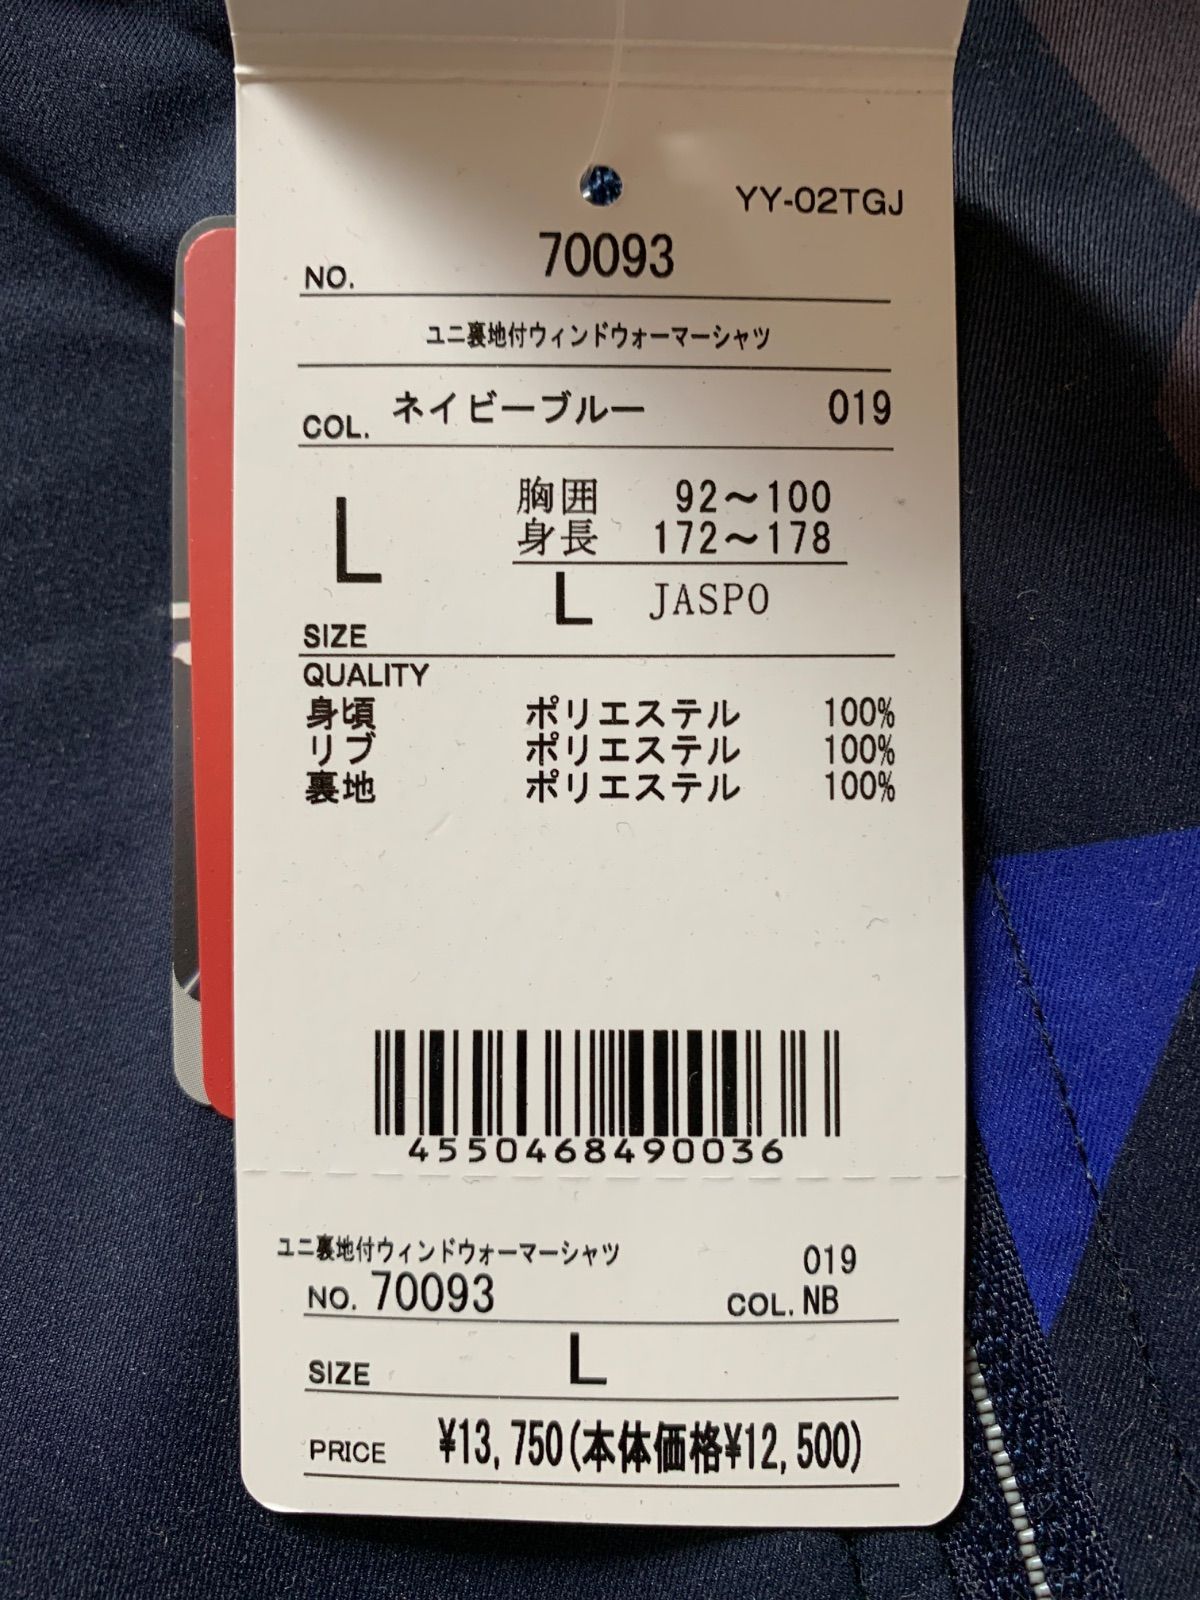 YY-02TGJ
NO. 70093
ユニ裏地付ウィンドウォーマーシャツ
COL. ネイビーブルー 019
胸囲 92～100
身長 172～178
L
L JASPO
SIZE
QUALITY
身頃 ポリエステル 100%
リブ ポリエステル 100%
裏地 ポリエステル 100%
4550468490036
ユニ裏地付ウィンドウォーマーシャツ 019
NO. 70093 COL. NB
SIZE L
PRICE ¥13,750(本体価格¥12,500)